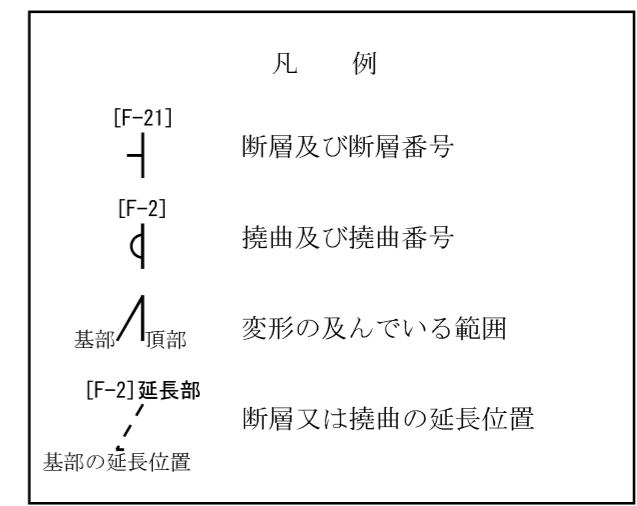 凡 例
[F-21]
断層及び断層番号
[F-2]
撓曲及び撓曲番号
基部 頂部
変形の及んでいる範囲
[F-2]延長部
断層又は撓曲の延長位置
基部の延長位置